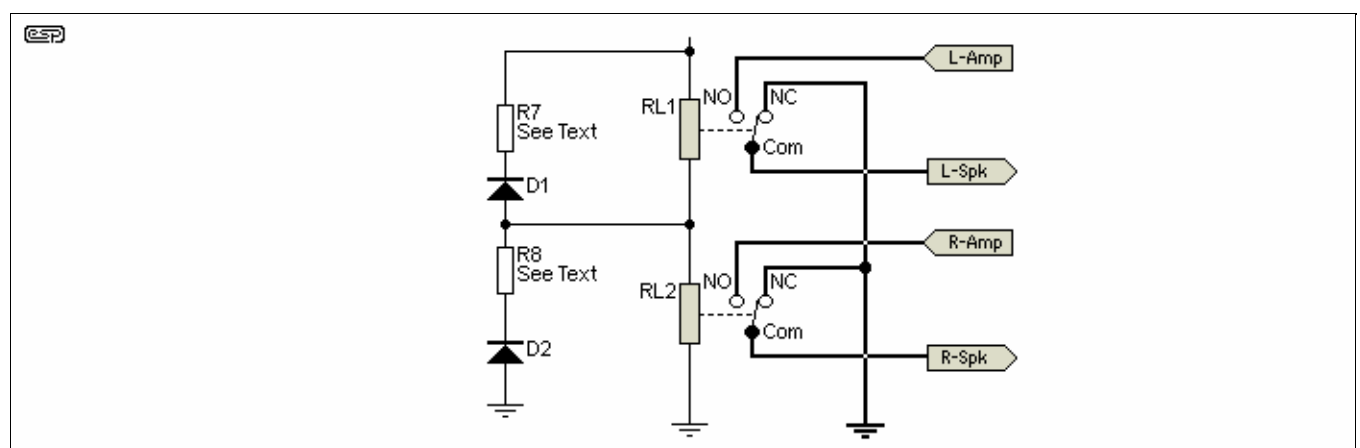 esp
L-Amp
NO
NC
RL1
R7
See Text
Com
L-Spk
D1
R-Amp
R8
See Text
NO
NC
RL2
Com
D2
R-Spk